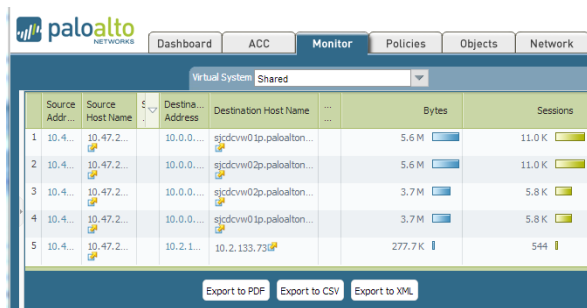 paloalto
NETWORKS
Dashboard ACC Monitor Policies Objects Network
Virtual System Shared
Source Addr... Source Host Name S... Destina... Address Destination Host Name ... ... Bytes Sessions
1 10.4... 10.47.2... 10.0.0.... sjcdcvw01p.paloalton... 5.6 M 11.0 K
2 10.4... 10.47.2... 10.0.0.... sjcdcvw02p.paloalton... 5.6 M 11.0 K
3 10.4... 10.47.2... 10.0.0.... sjcdcvw02p.paloalton... 3.7 M 5.8 K
4 10.4... 10.47.2... 10.0.0.... sjcdcvw01p.paloalton... 3.7 M 5.8 K
5 10.4... 10.47.2... 10.2.1... 10.2.133.73 277.7 K 544
Export to PDF Export to CSV Export to XML